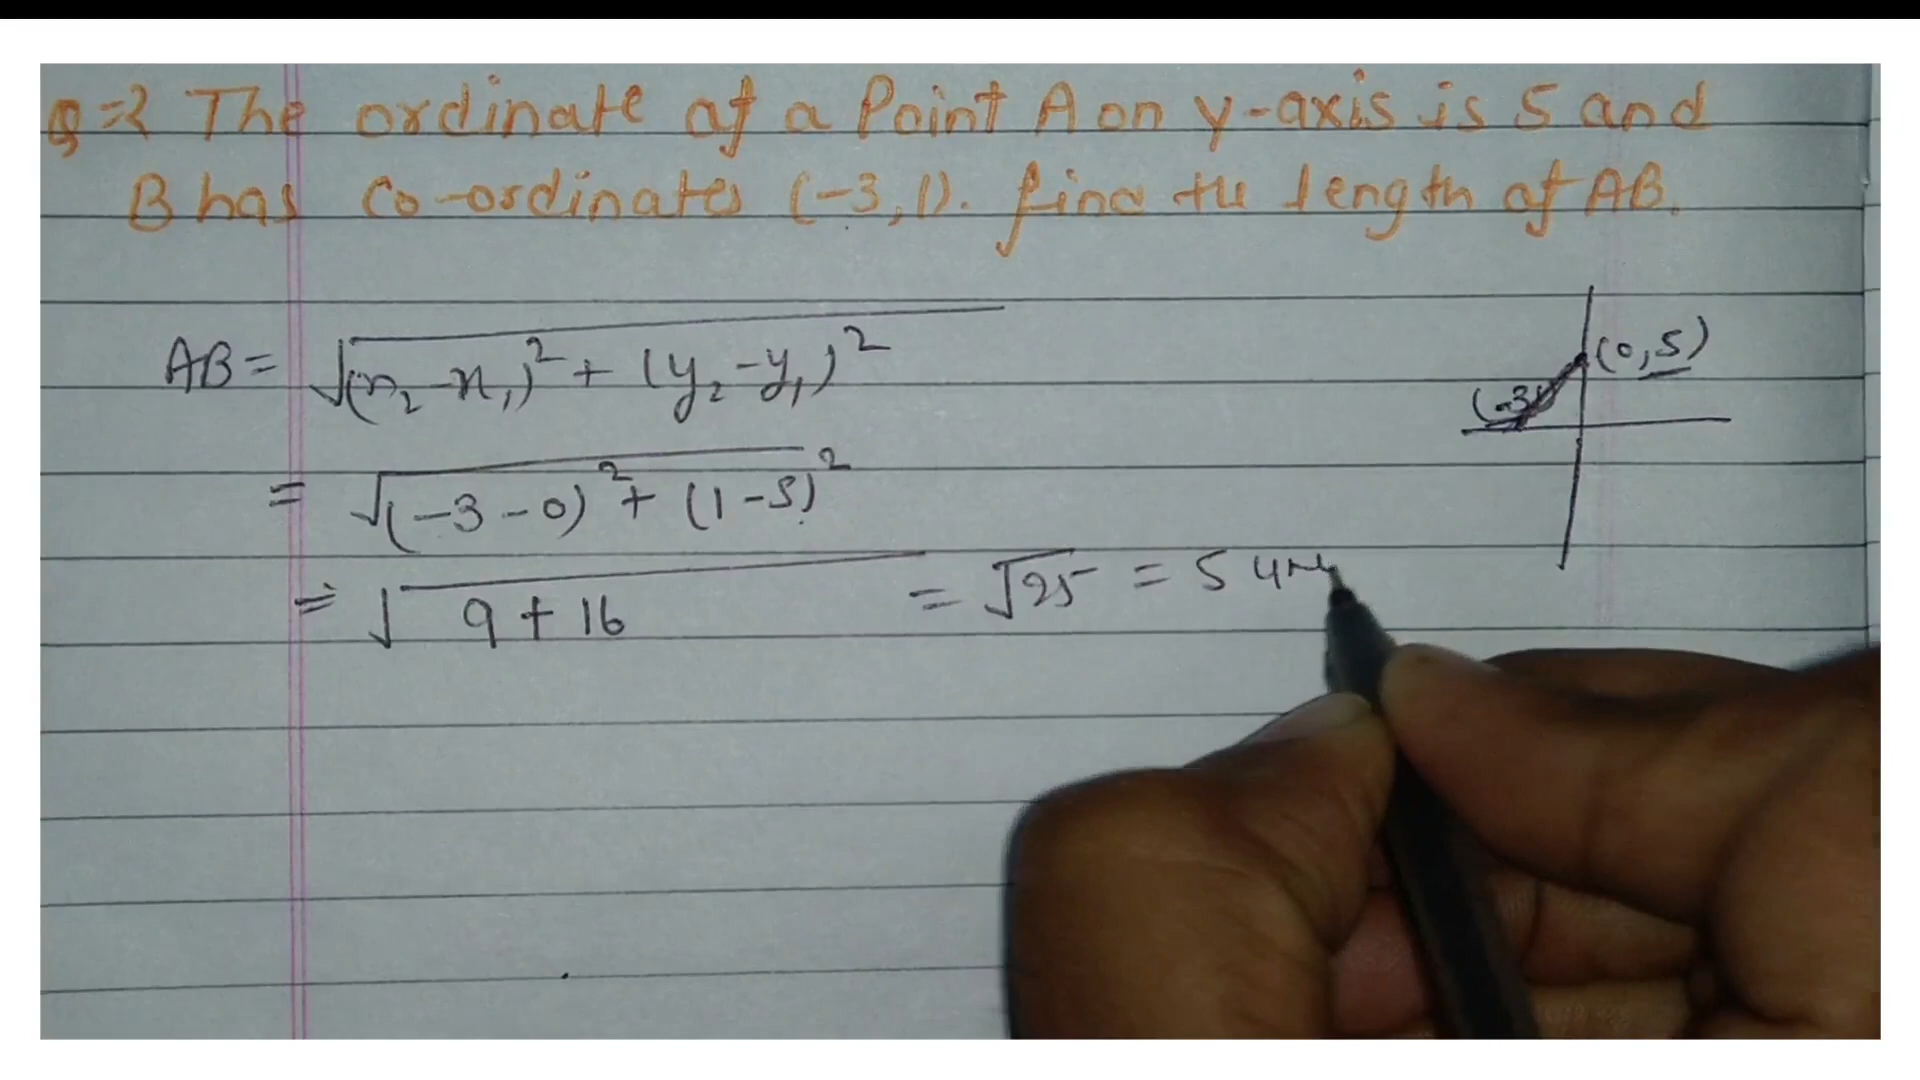 Q=2 The ordinate of a Point A on y-axis is 5 and
B has Co-ordinates (-3,1). find the length of AB.
AB = √(x₂-x₁)² + (y₂-y₁)²
(0,5)
= √(-3-0)² + (1-5)²
= √9+16 = √25 = 5